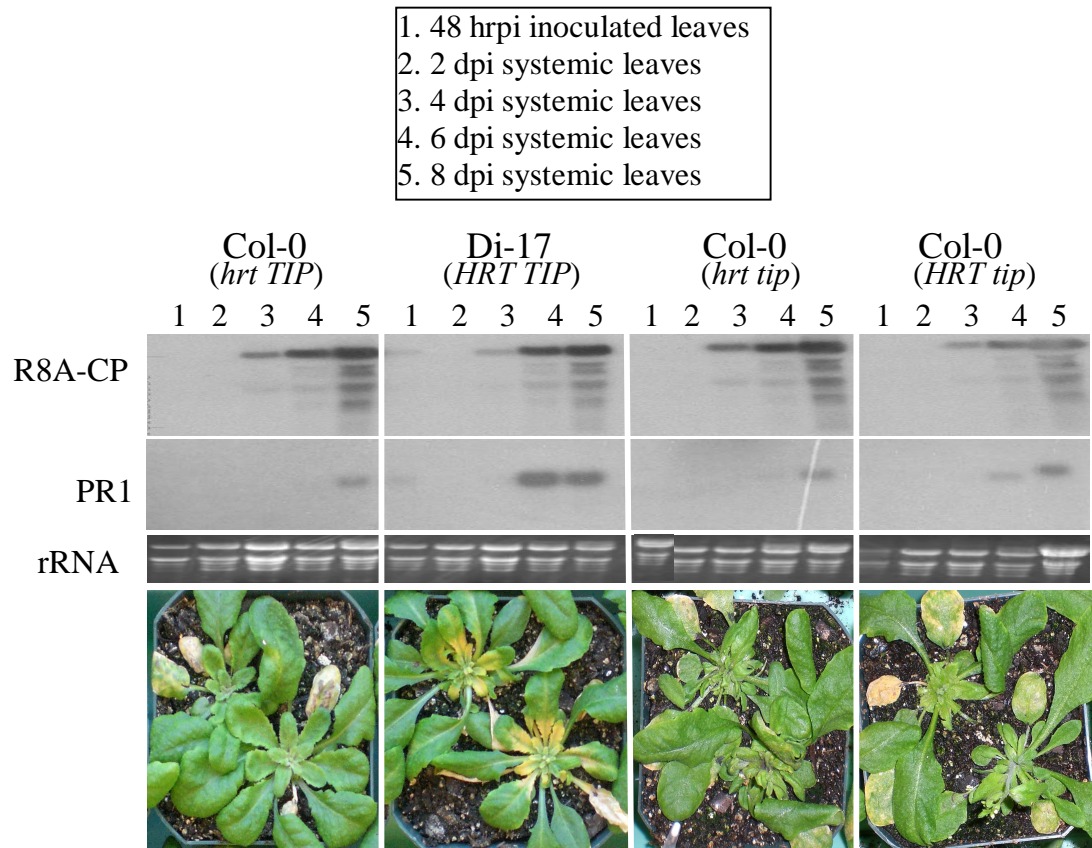 1. 48 hrpi inoculated leaves
2. 2 dpi systemic leaves
3. 4 dpi systemic leaves
4. 6 dpi systemic leaves
5. 8 dpi systemic leaves
Col-0 Di-17 Col-0 Col-0
(hrt TIP) (HRT TIP) (hrt tip) (HRT tip)
1 2 3 4 5 1 2 3 4 5 1 2 3 4 5 1 2 3 4 5
R8A-CP
PR1
rRNA